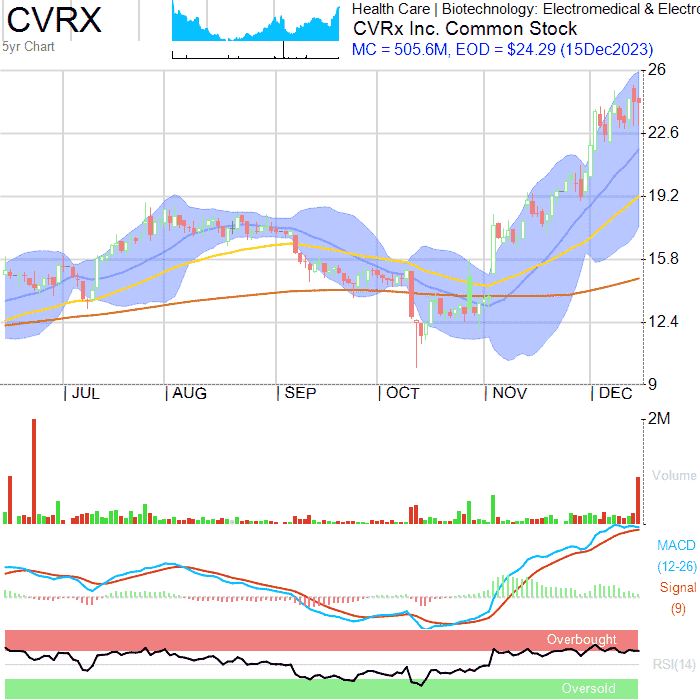 CVRX
5yr Chart
Health Care | Biotechnology: Electromedical & Electro
CVRx Inc. Common Stock
MC = 505.6M, EOD = $24.29 (15Dec2023)
26
22.6
19.2
15.8
12.4
9
| JUL | AUG | SEP | OCT | NOV | DEC
2M
Volume
MACD
(12-26)
Signal
(9)
Overbought
RSI(14)
Oversold